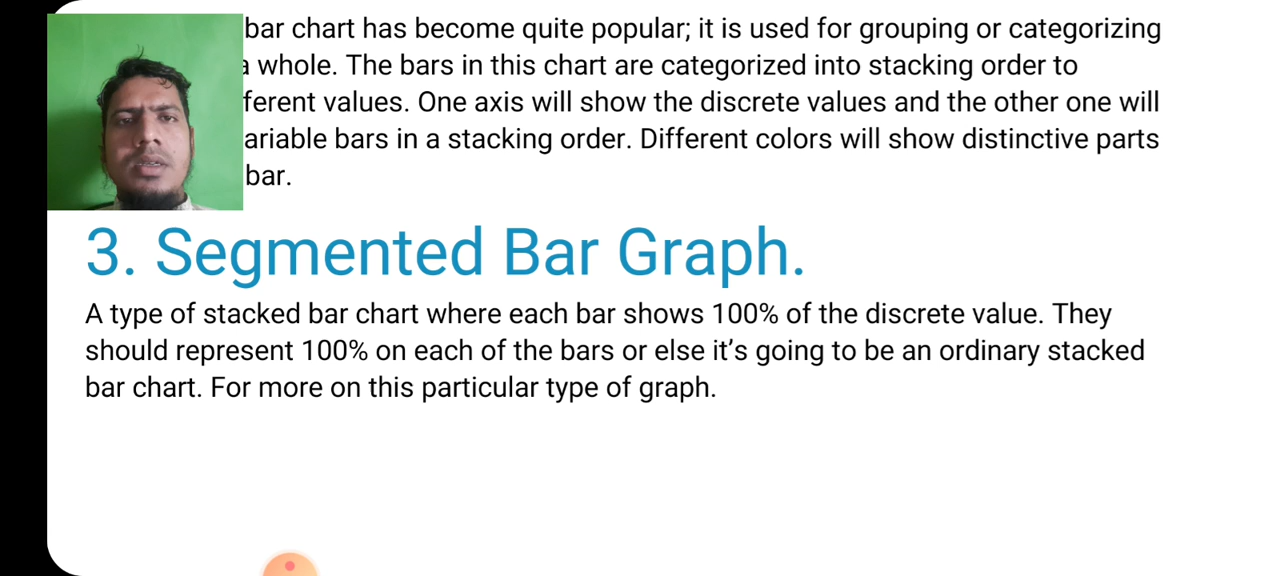 bar chart has become quite popular; it is used for grouping or categorizing
whole. The bars in this chart are categorized into stacking order to
values. One axis will show the discrete values and the other one will
bars in a stacking order. Different colors will show distinctive parts
bar.
3. Segmented Bar Graph.
A type of stacked bar chart where each bar shows 100% of the discrete value. They
should represent 100% on each of the bars or else it’s going to be an ordinary stacked
bar chart. For more on this particular type of graph.